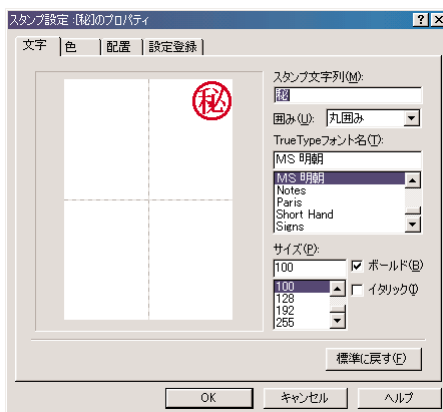 スタンプ設定:[秘]のプロパティ
文字
色
配置
設定登録
㊙
スタンプ文字列(M):
秘
囲み(U):
丸囲み
TrueTypeフォント名(T):
MS 明朝
MS 明朝
Notes
Paris
Short Hand
Signs
サイズ(P):
100
ボールド(B)
100
128
192
255
イタリック(I)
標準に戻す(F)
OK
キャンセル
ヘルプ